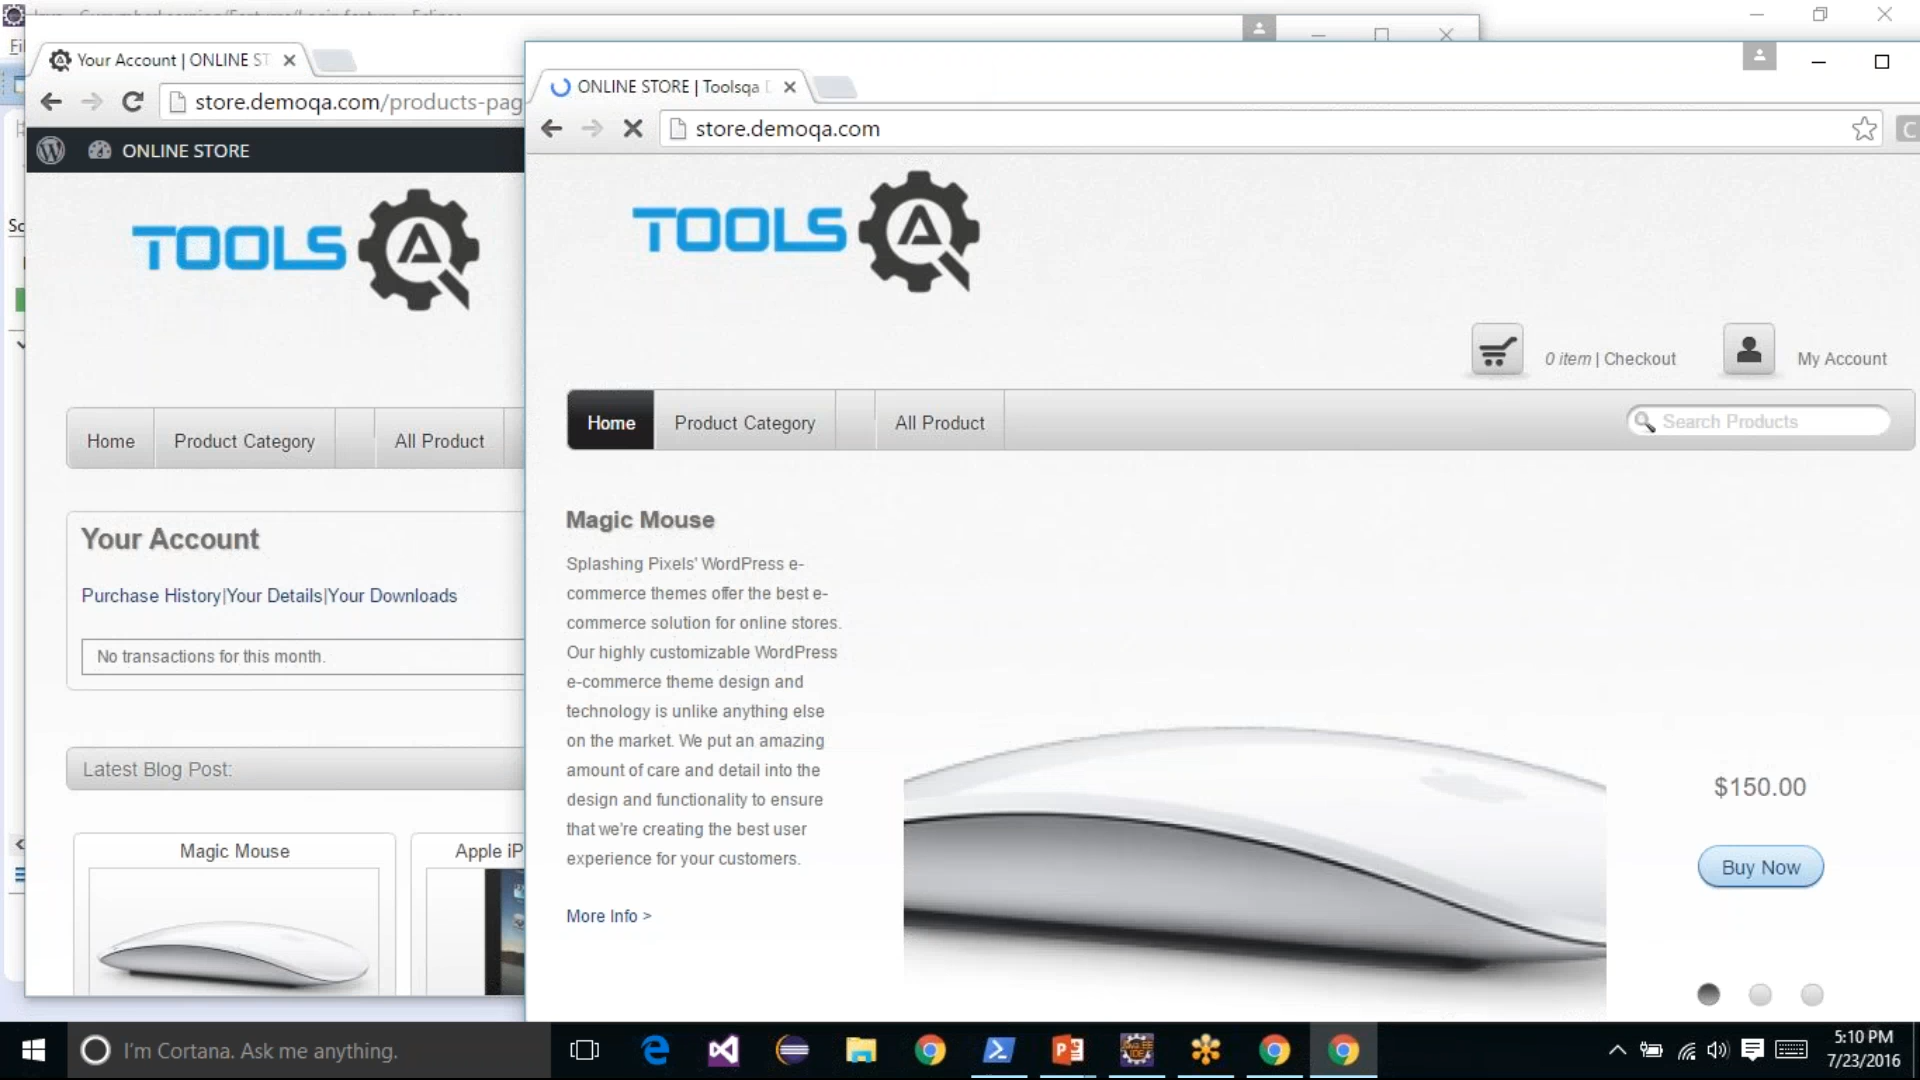 Your Account | ONLINE ST
store.demoqa.com/products-pag
ONLINE STORE
TOOLS
Home
Product Category
All Product
Your Account
Purchase History|Your Details|Your Downloads
No transactions for this month.
Latest Blog Post:
Magic Mouse
Apple iP
ONLINE STORE | Toolsqa
store.demoqa.com
C
TOOLS
0 item | Checkout
My Account
Home
Product Category
All Product
Search Products
Magic Mouse
Splashing Pixels' WordPress e-
commerce themes offer the best e-
commerce solution for online stores.
Our highly customizable WordPress
e-commerce theme design and
technology is unlike anything else
on the market. We put an amazing
amount of care and detail into the
design and functionality to ensure
that we're creating the best user
experience for your customers.
More Info >
$150.00
Buy Now
I'm Cortana. Ask me anything.
5:10 PM
7/23/2016